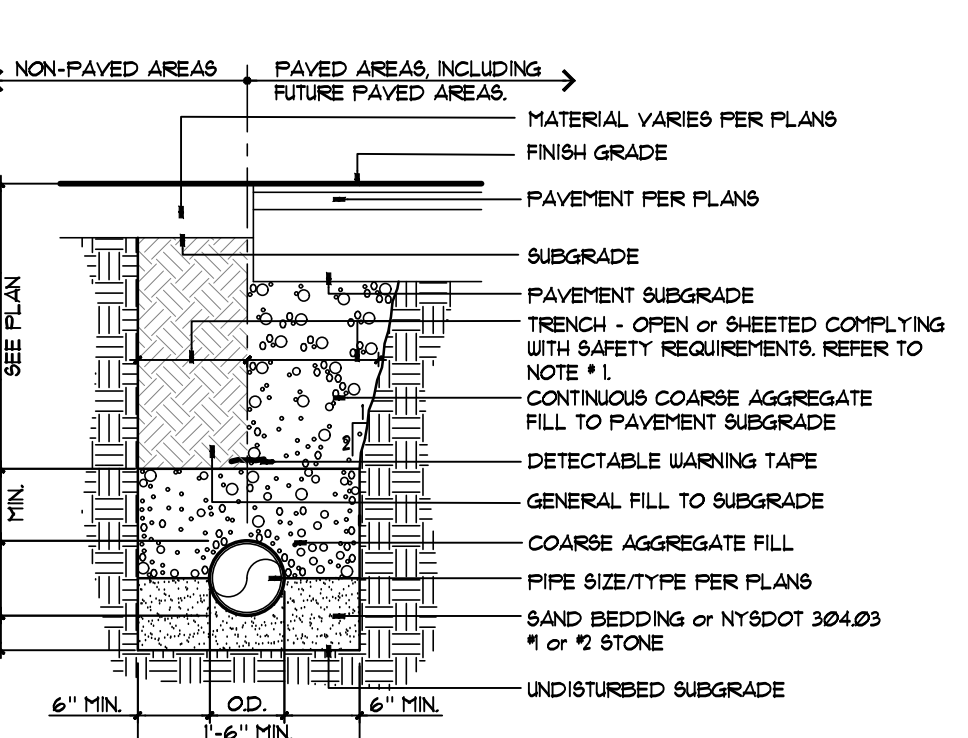 NON-PAVED AREAS
PAVED AREAS, INCLUDING
FUTURE PAVED AREAS.
MATERIAL VARIES PER PLANS
FINISH GRADE
PAVEMENT PER PLANS
SUBGRADE
PAVEMENT SUBGRADE
TRENCH - OPEN or SHEETED COMPLYING
WITH SAFETY REQUIREMENTS. REFER TO
NOTE #1.
CONTINUOUS COARSE AGGREGATE
FILL TO PAVEMENT SUBGRADE
1
2
DETECTABLE WARNING TAPE
GENERAL FILL TO SUBGRADE
COARSE AGGREGATE FILL
PIPE SIZE/TYPE PER PLANS
SAND BEDDING or NYSDOT 304.03
#1 or #2 STONE
UNDISTURBED SUBGRADE
SEE PLAN
MIN.
6" MIN.
O.D.
6" MIN.
1'-6" MIN.